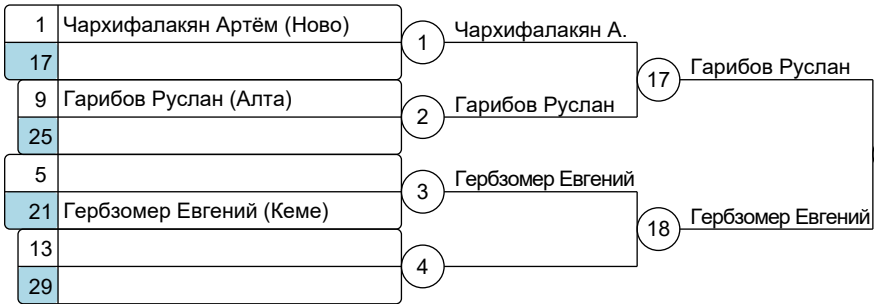 1 Чархифалакян Артём (Ново)
17
9 Гарибов Руслан (Алта)
25
5
21 Гербзомер Евгений (Кеме)
13
29
1 Чархифалакян А.
2 Гарибов Руслан
3 Гербзомер Евгений
4
17 Гарибов Руслан
18 Гербзомер Евгений